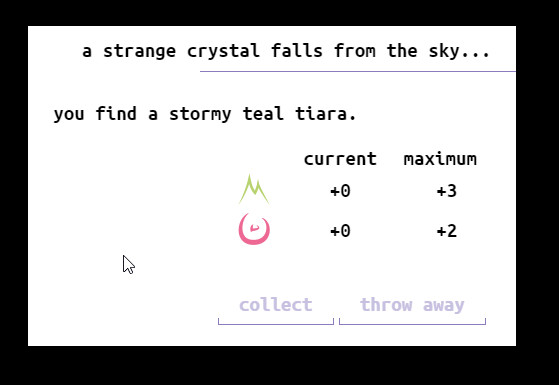 a strange crystal falls from the sky...
you find a stormy teal tiara.
current maximum
+0 +3
+0 +2
collect throw away